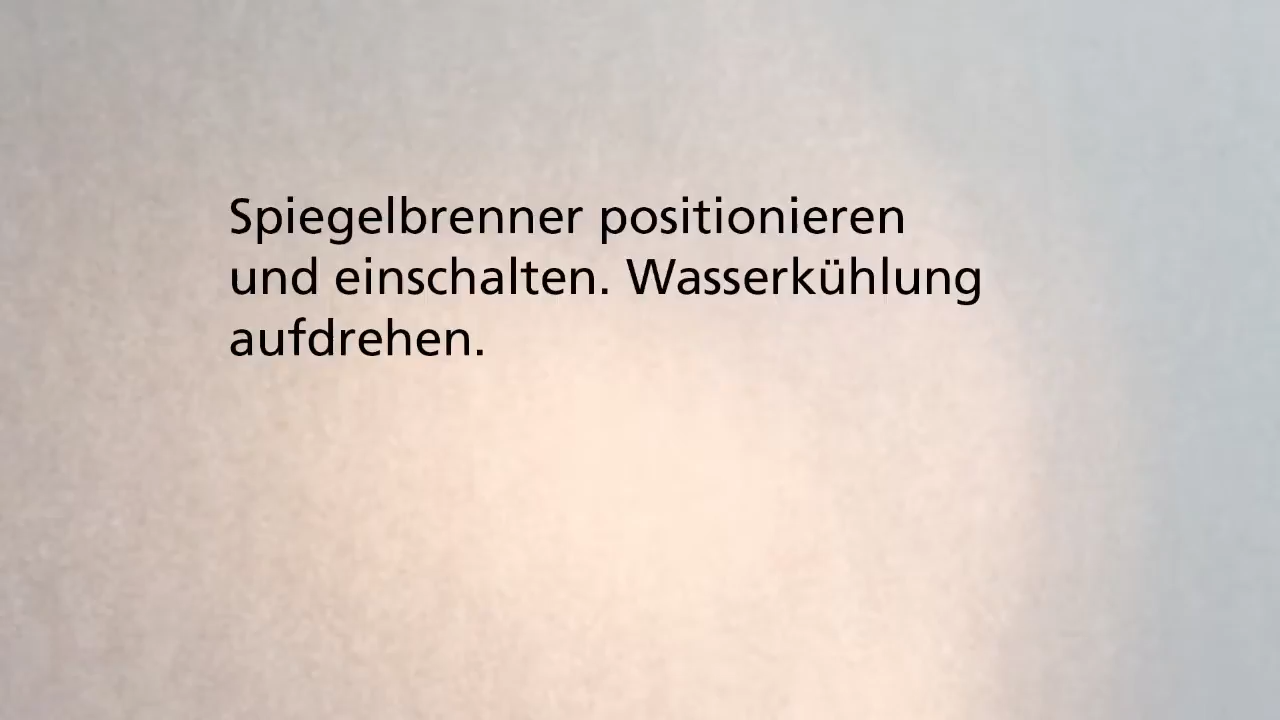 Spiegelbrenner positionieren
und einschalten. Wasserkühlung
aufdrehen.